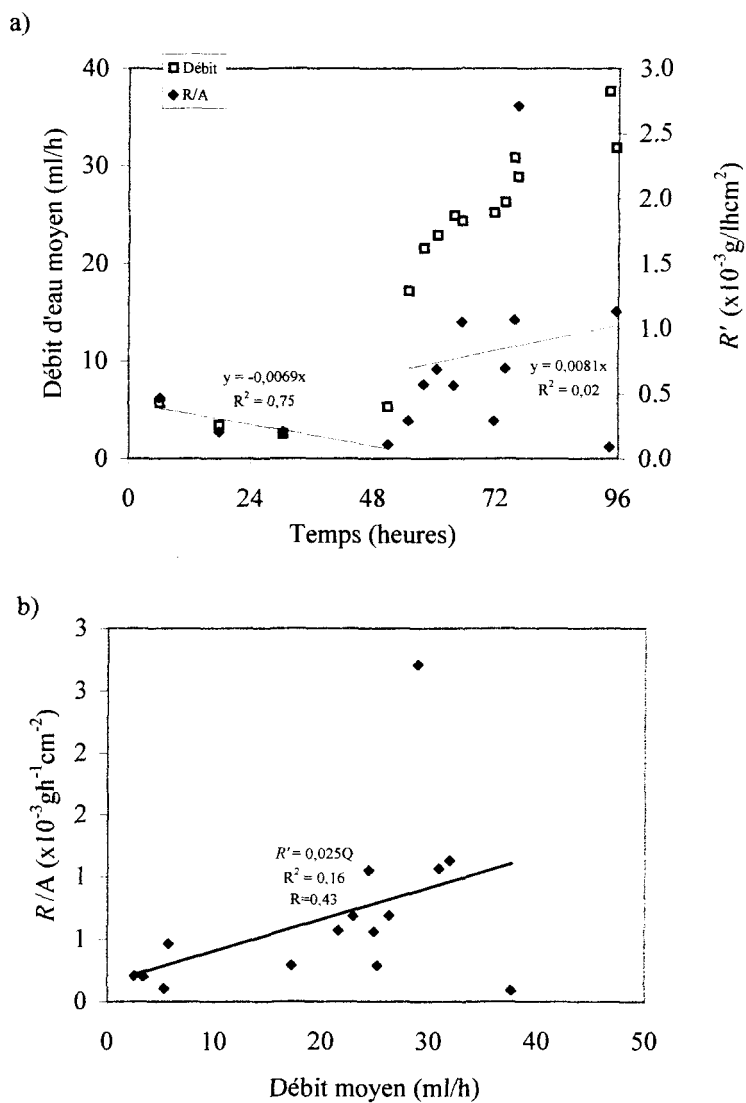 a)
Débit
R/A
40
30
20
10
0
Débit d'eau moyen (ml/h)
3.0
2.5
2.0
1.5
1.0
0.5
0.0
R' (x10⁻³g/lhcm²)
y = -0,0069x
R² = 0,75
y = 0,0081x
R² = 0,02
0 24 48 72 96
Temps (heures)
b)
3
3
2
2
1
1
0
R/A (x10⁻³gh⁻¹cm⁻²)
R' = 0,025Q
R² = 0,16
R=0,43
0 10 20 30 40 50
Débit moyen (ml/h)